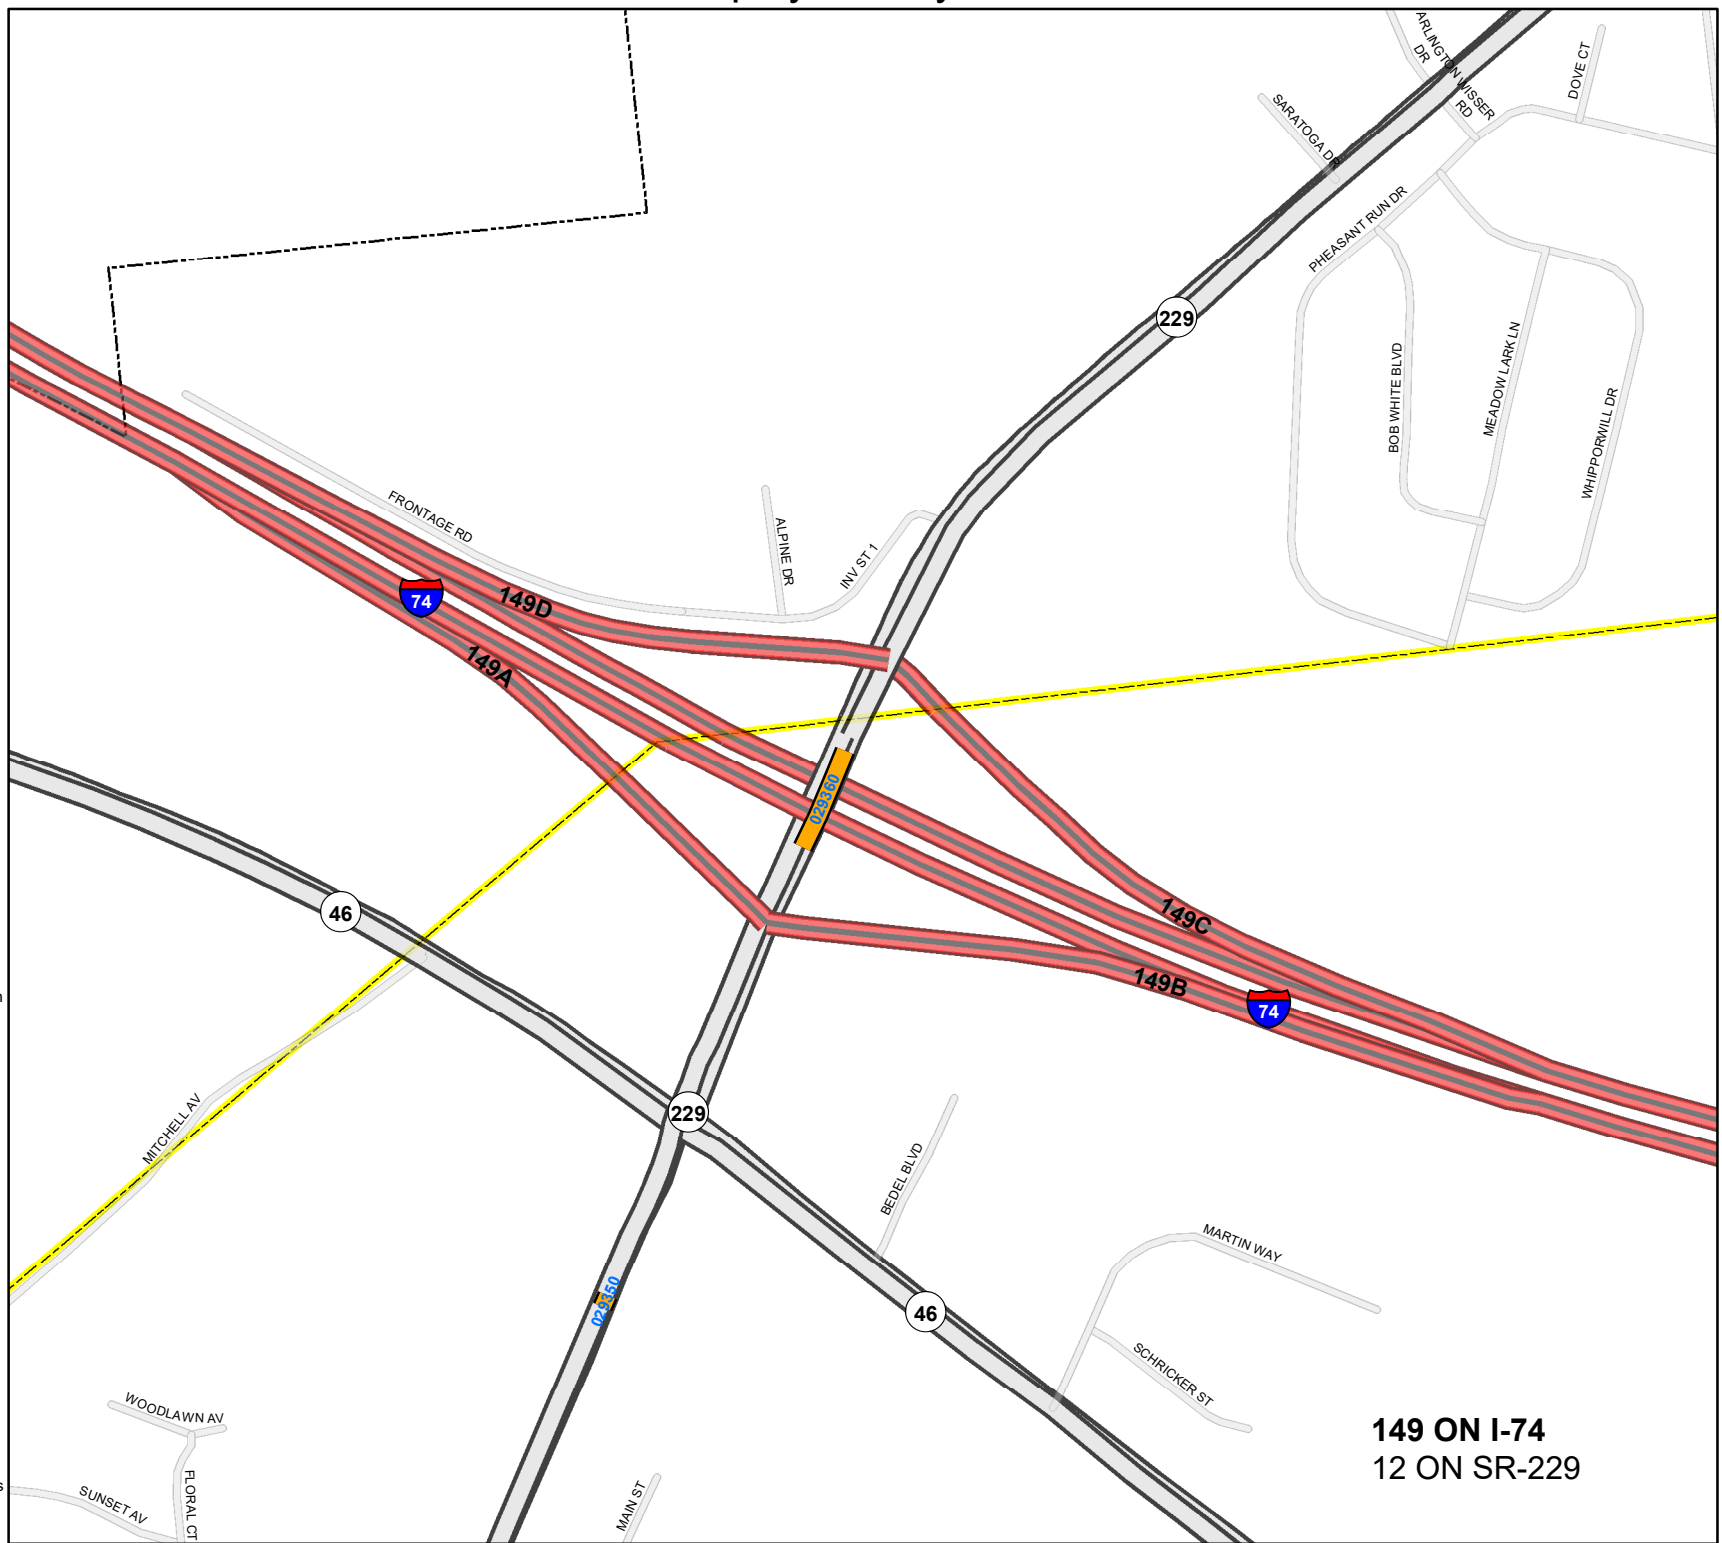 ARLINGTON
DR
WISSER
RD
DOVE CT
SARATOGA DR
PHEASANT RUN DR
229
BOB WHITE BLVD
MEADOW LARK LN
WHIPPORWILL DR
FRONTAGE RD
ALPINE DR
INV ST 1
74
149D
149A
029360
46
149C
149B
74
MITCHELL AV
229
BEDEL BLVD
MARTIN WAY
029350
46
SCHRICKER ST
WOODLAWN AV
FLORAL CT
SUNSET AV
MAIN ST
149 ON I-74
12 ON SR-229